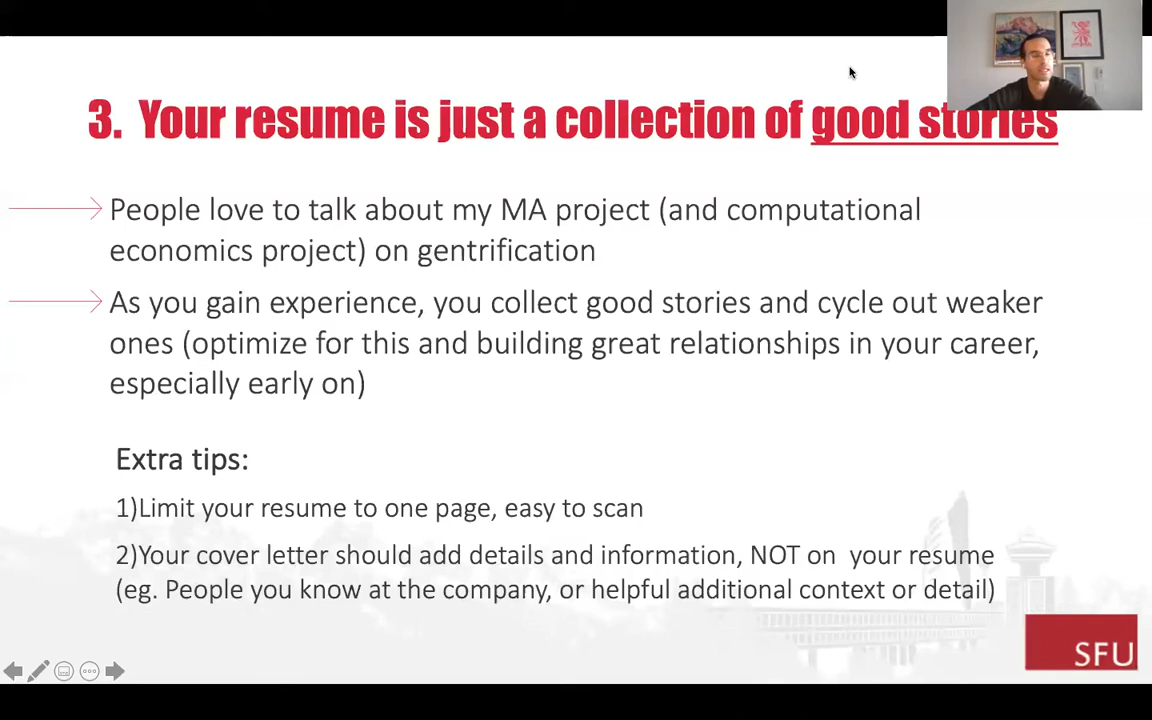 3. Your resume is just a collection of good stories
People love to talk about my MA project (and computational
economics project) on gentrification
As you gain experience, you collect good stories and cycle out weaker
ones (optimize for this and building great relationships in your career,
especially early on)
Extra tips:
1)Limit your resume to one page, easy to scan
2)Your cover letter should add details and information, NOT on  your resume
(eg. People you know at the company, or helpful additional context or detail)
SFU